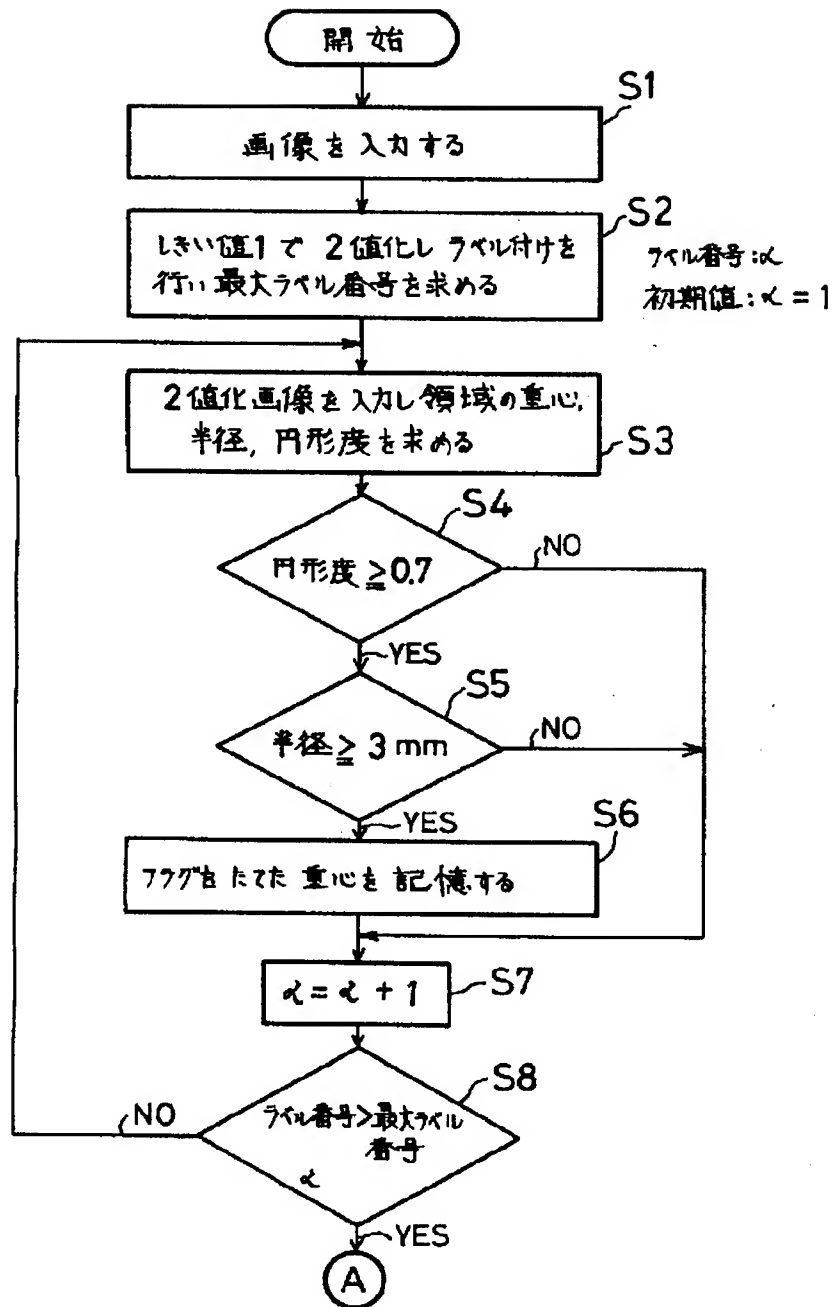 開始
S1
画像を入力する
S2
しきい値1で2値化しラベル付けを
行い最大ラベル番号を求める
ラベル番号:α
初期値:α=1
2値化画像を入力し領域の重心,
半径,円形度を求める
S3
S4
円形度≧0.7
NO
YES
S5
半径≧3mm
NO
YES
S6
フラグをたてた重心を記憶する
α=α+1
S7
S8
ラベル番号>最大ラベル
番号
α
NO
YES
A